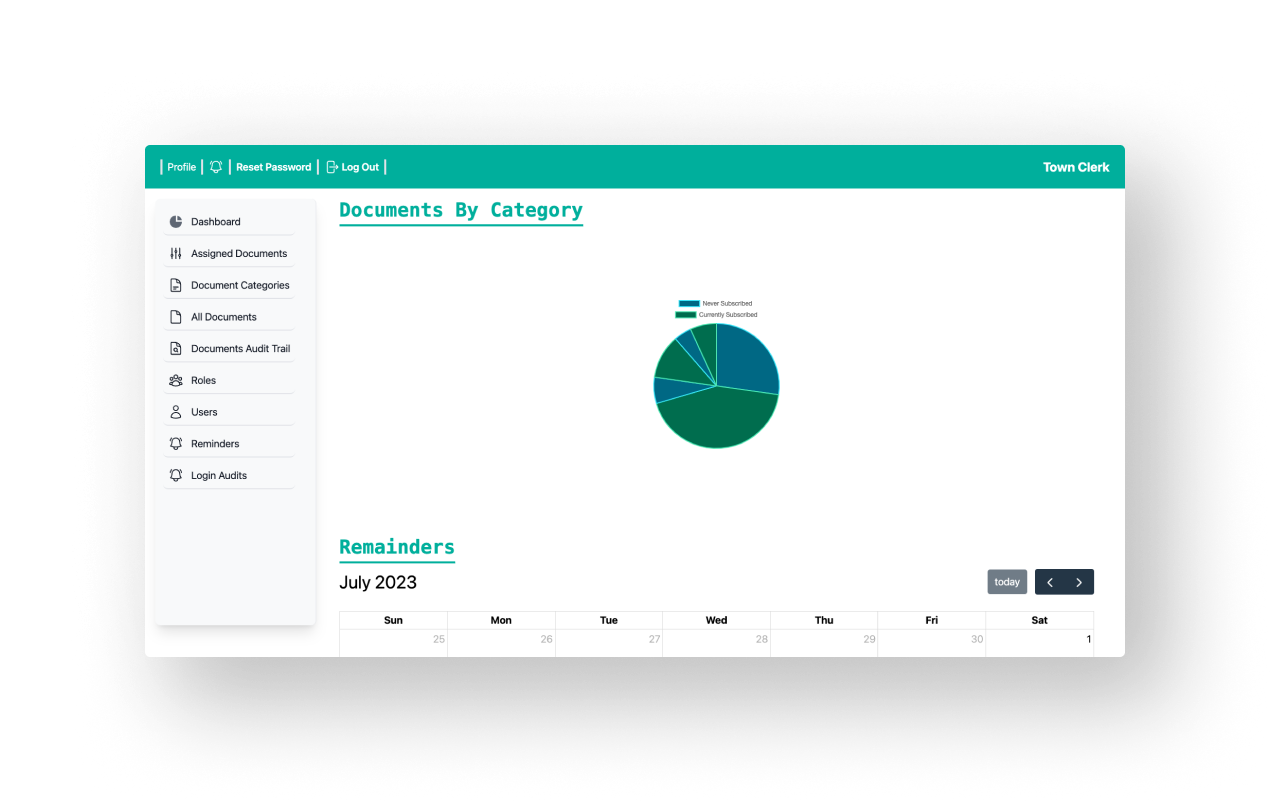 Profile Reset Password Log Out Town Clerk
Dashboard
Assigned Documents
Document Categories
All Documents
Documents Audit Trail
Roles
Users
Reminders
Login Audits
Documents By Category
Never Subscribed
Currently Subscribed
Remainders
July 2023 today
Sun Mon Tue Wed Thu Fri Sat
25 26 27 28 29 30 1